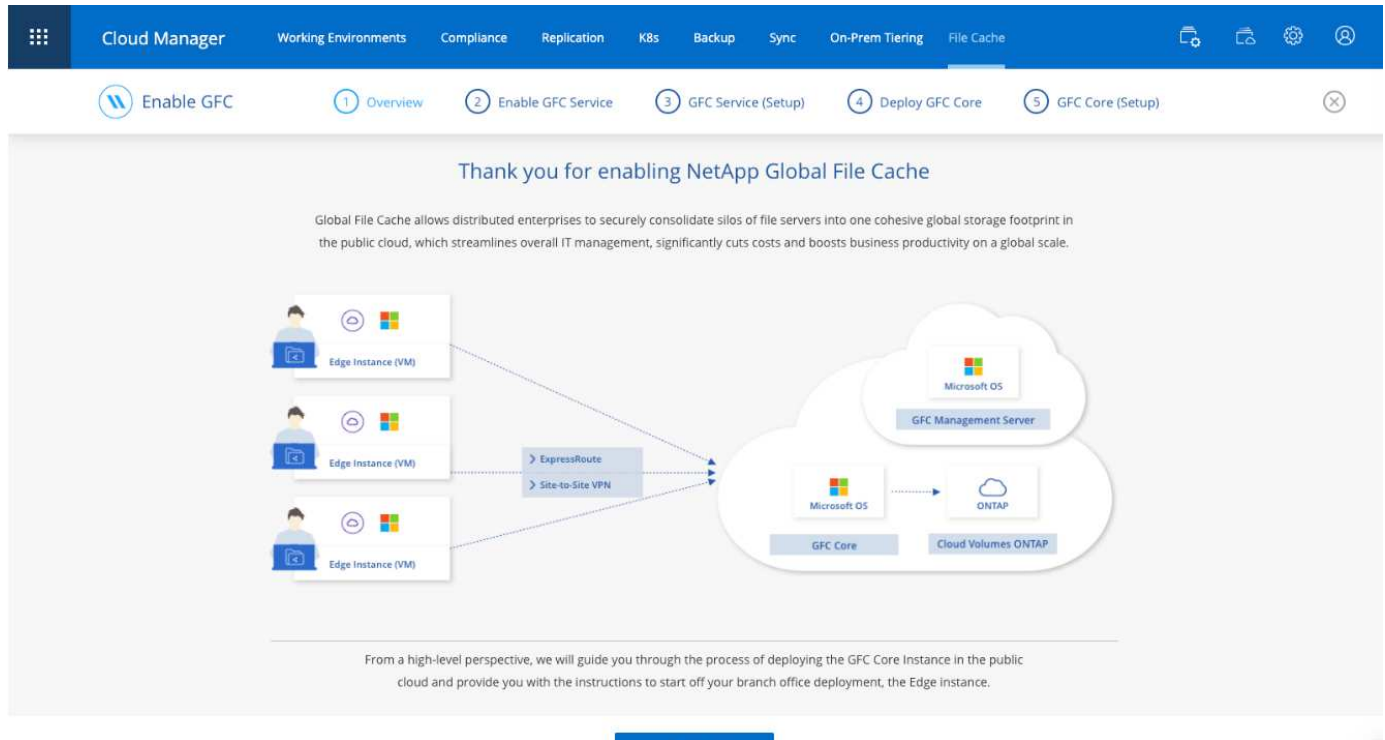 Cloud Manager Working Environments Compliance Replication K8s Backup Sync On-Prem Tiering File Cache
Enable GFC 1 Overview 2 Enable GFC Service 3 GFC Service (Setup) 4 Deploy GFC Core 5 GFC Core (Setup)
Thank you for enabling NetApp Global File Cache
Global File Cache allows distributed enterprises to securely consolidate silos of file servers into one cohesive global storage footprint in
the public cloud, which streamlines overall IT management, significantly cuts costs and boosts business productivity on a global scale.
Edge Instance (VM)
Edge Instance (VM)
Edge Instance (VM)
> ExpressRoute
> Site-to-Site VPN
Microsoft OS
GFC Management Server
Microsoft OS
GFC Core
ONTAP
Cloud Volumes ONTAP
From a high-level perspective, we will guide you through the process of deploying the GFC Core Instance in the public
cloud and provide you with the instructions to start off your branch office deployment, the Edge instance.